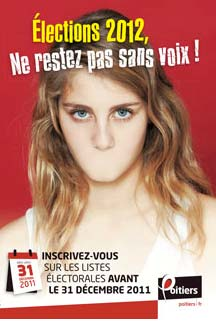 Élections 2012,
Ne restez pas sans voix !
31
DÉCEMBRE
2011
INSCRIVEZ-VOUS
SUR LES LISTES
ÉLECTORALES AVANT
LE 31 DÉCEMBRE 2011
Poitiers
poitiers.fr